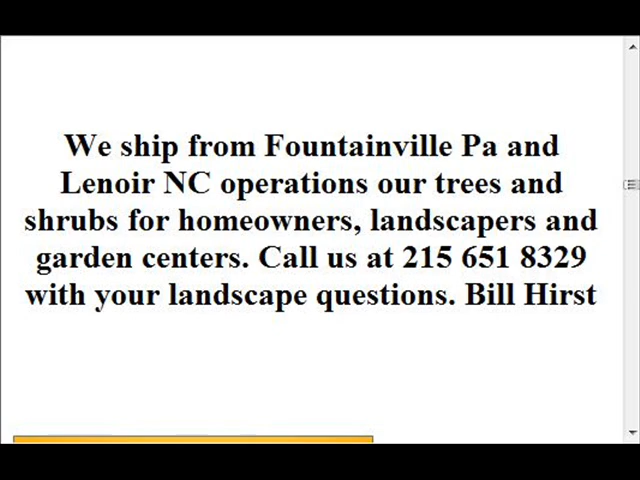 We ship from Fountainville Pa and
Lenoir NC operations our trees and
shrubs for homeowners, landscapers and
garden centers. Call us at 215 651 8329
with your landscape questions. Bill Hirst